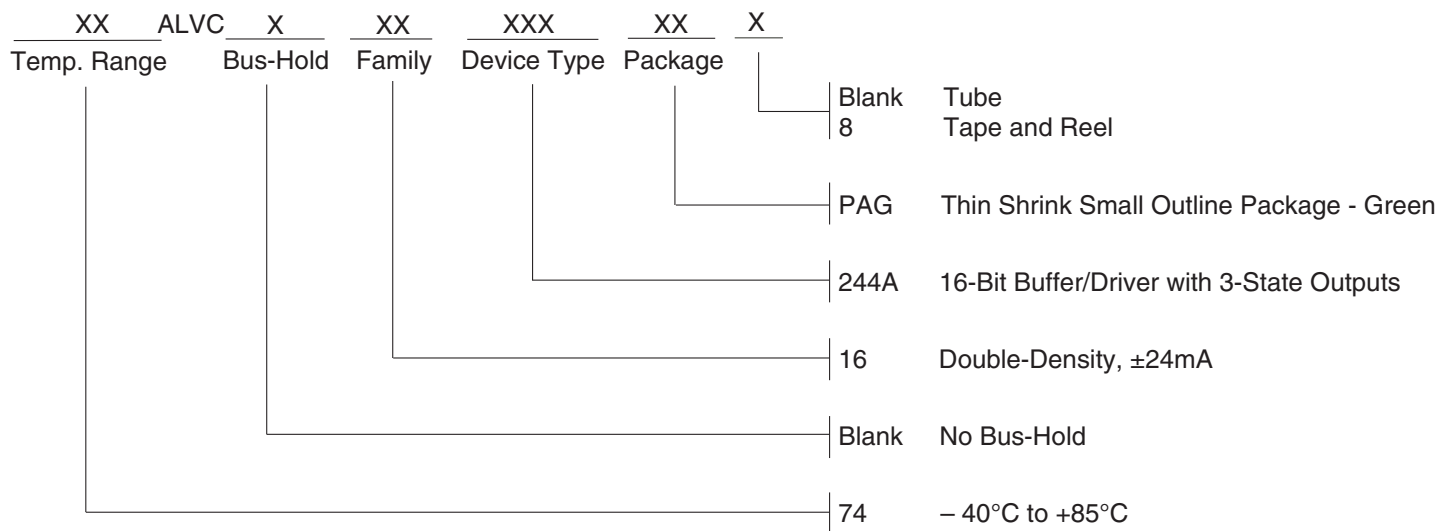 XX ALVC X XX XXX XX X
Temp. Range Bus-Hold Family Device Type Package
Blank Tube
8 Tape and Reel
PAG Thin Shrink Small Outline Package - Green
244A 16-Bit Buffer/Driver with 3-State Outputs
16 Double-Density, ±24mA
Blank No Bus-Hold
74 – 40°C to +85°C